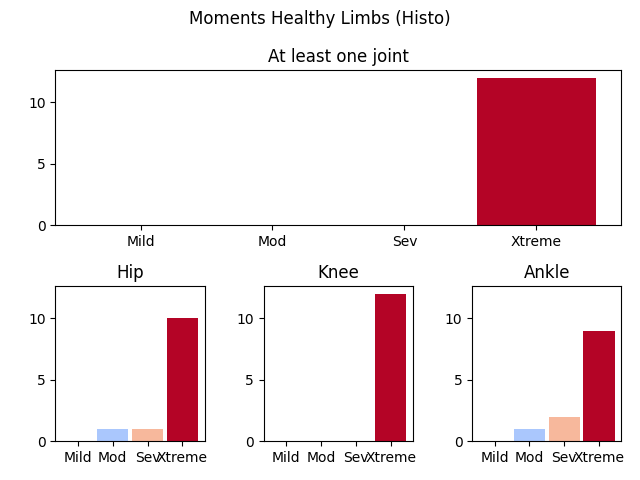 Moments Healthy Limbs (Histo)
At least one joint
10
5
0
Mild Mod Sev Xtreme
Hip Knee Ankle
10 10 10
5 5 5
0 0 0
Mild Mod Sev Xtreme Mild Mod Sev Xtreme Mild Mod Sev Xtreme